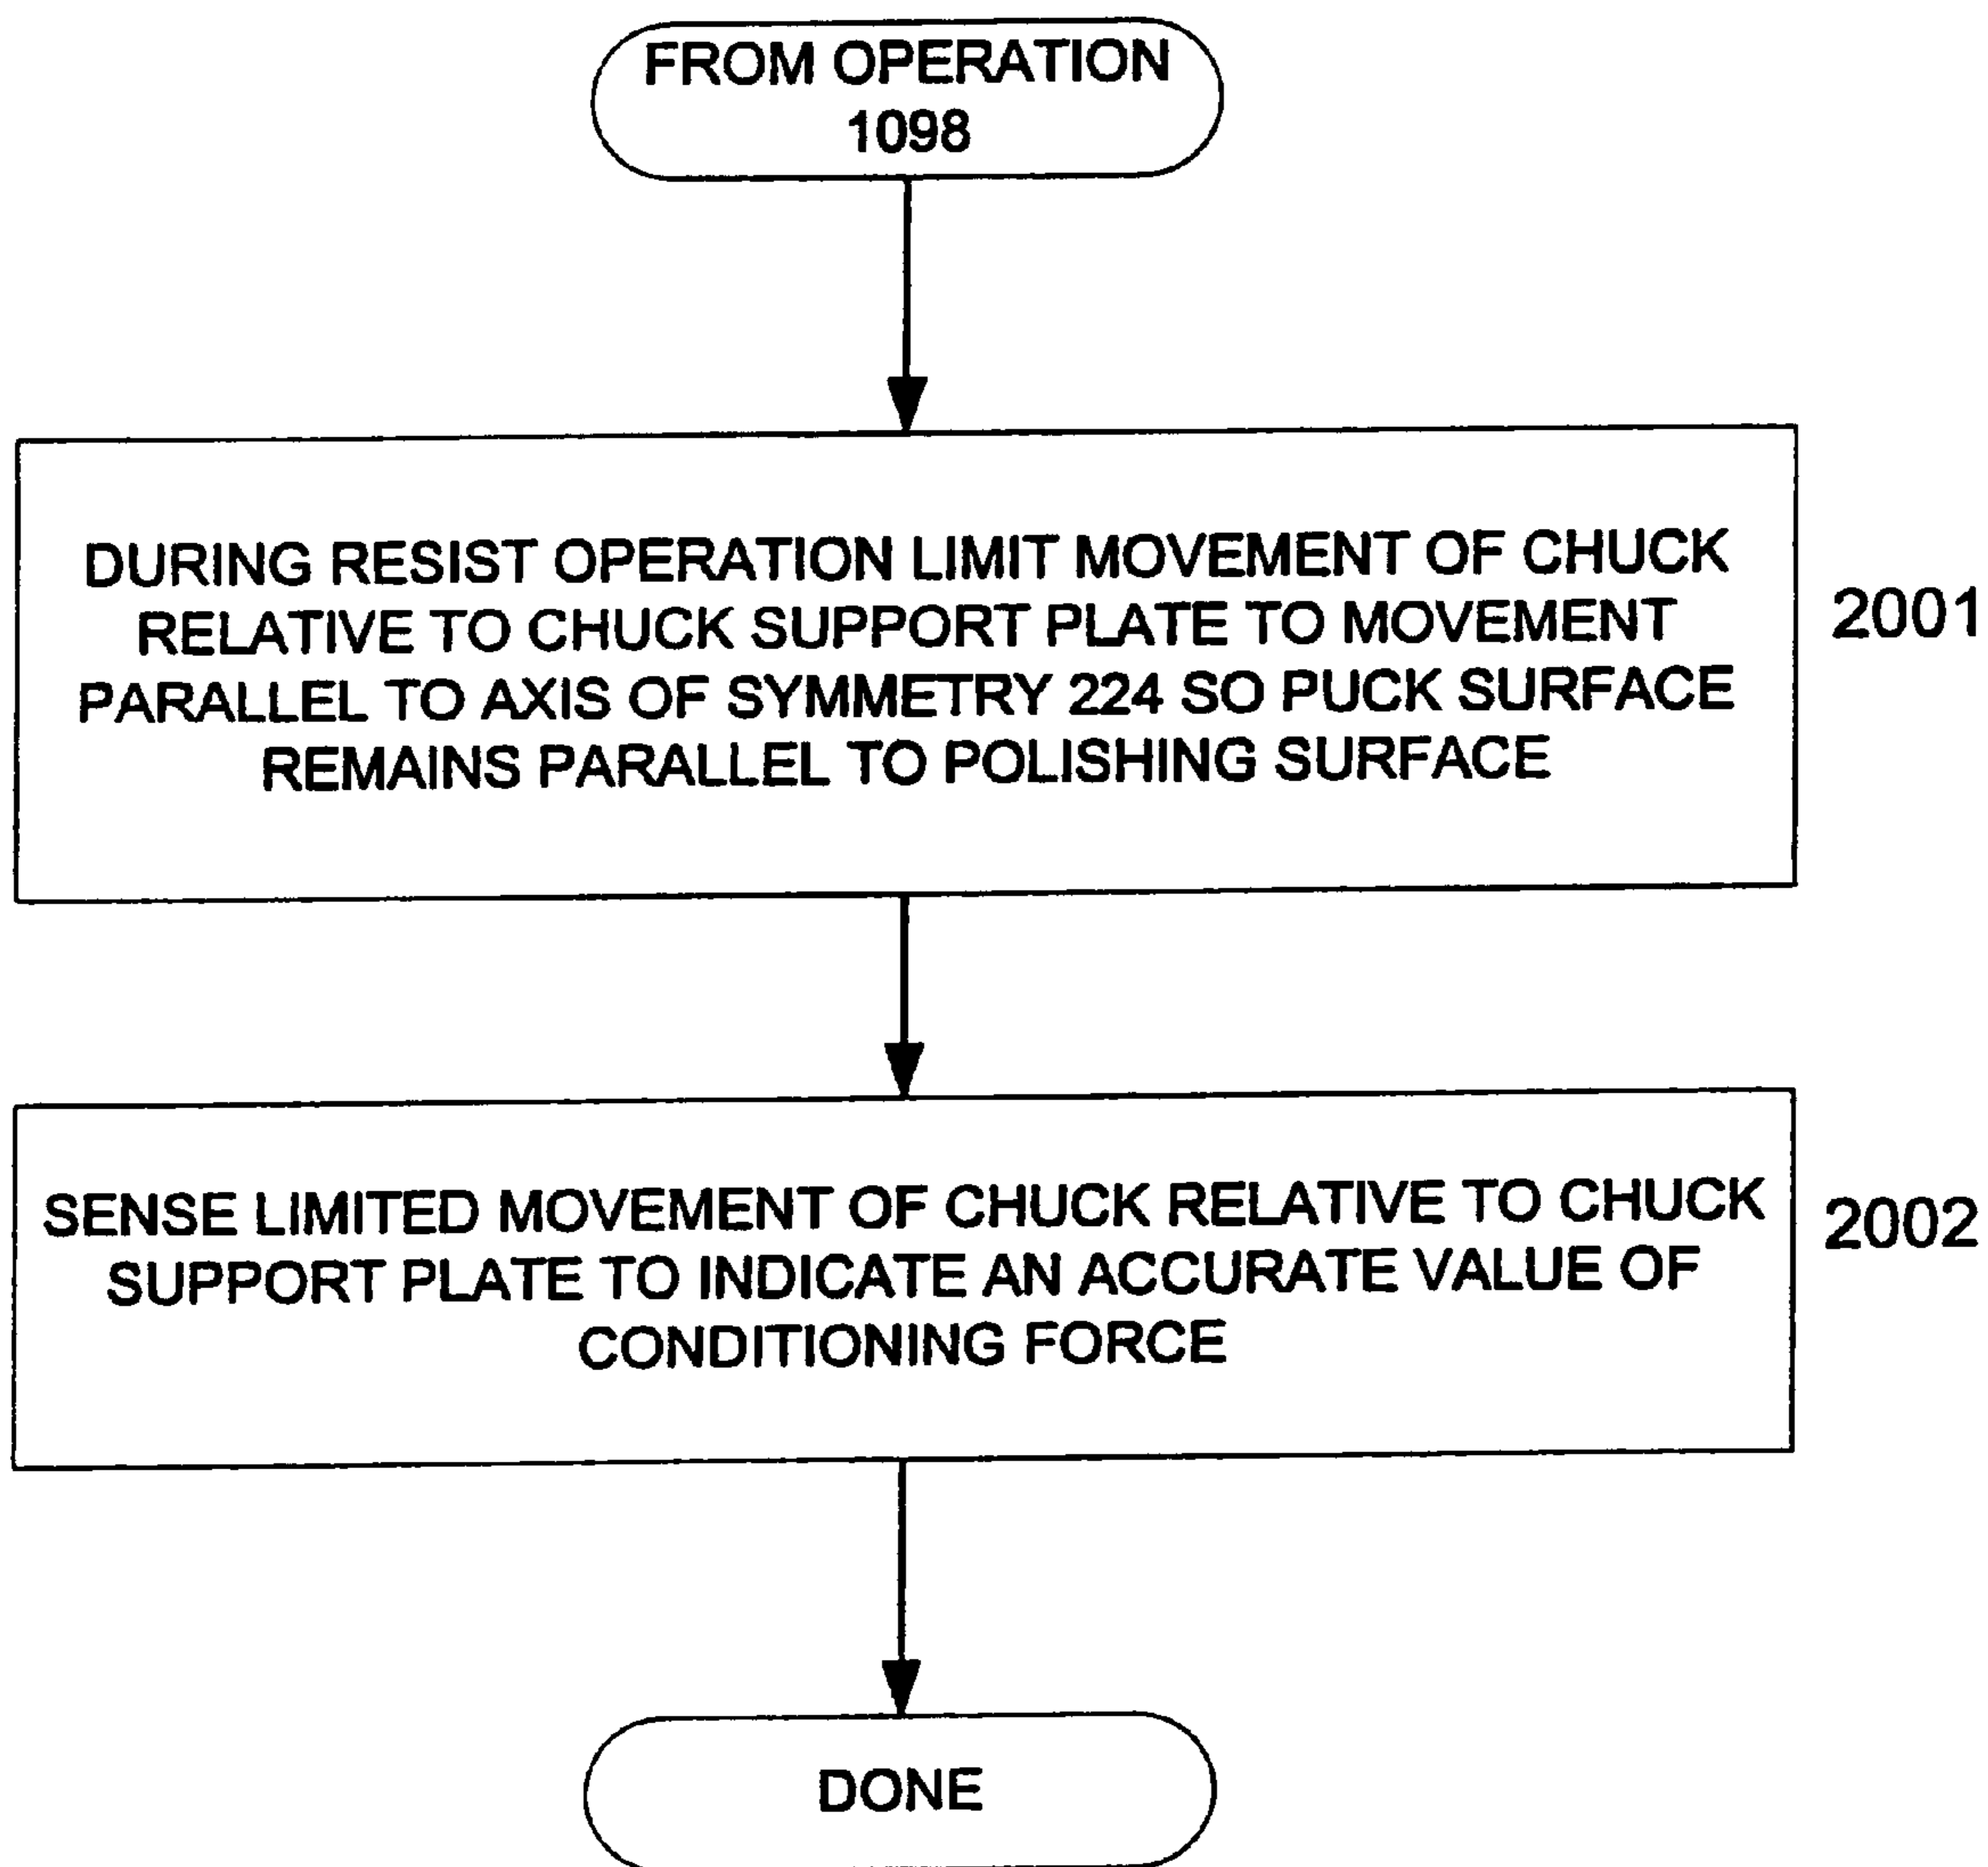 FROM OPERATION
1098
DURING RESIST OPERATION LIMIT MOVEMENT OF CHUCK
RELATIVE TO CHUCK SUPPORT PLATE TO MOVEMENT
PARALLEL TO AXIS OF SYMMETRY 224 SO PUCK SURFACE
REMAINS PARALLEL TO POLISHING SURFACE
2001
SENSE LIMITED MOVEMENT OF CHUCK RELATIVE TO CHUCK
SUPPORT PLATE TO INDICATE AN ACCURATE VALUE OF
CONDITIONING FORCE
2002
DONE